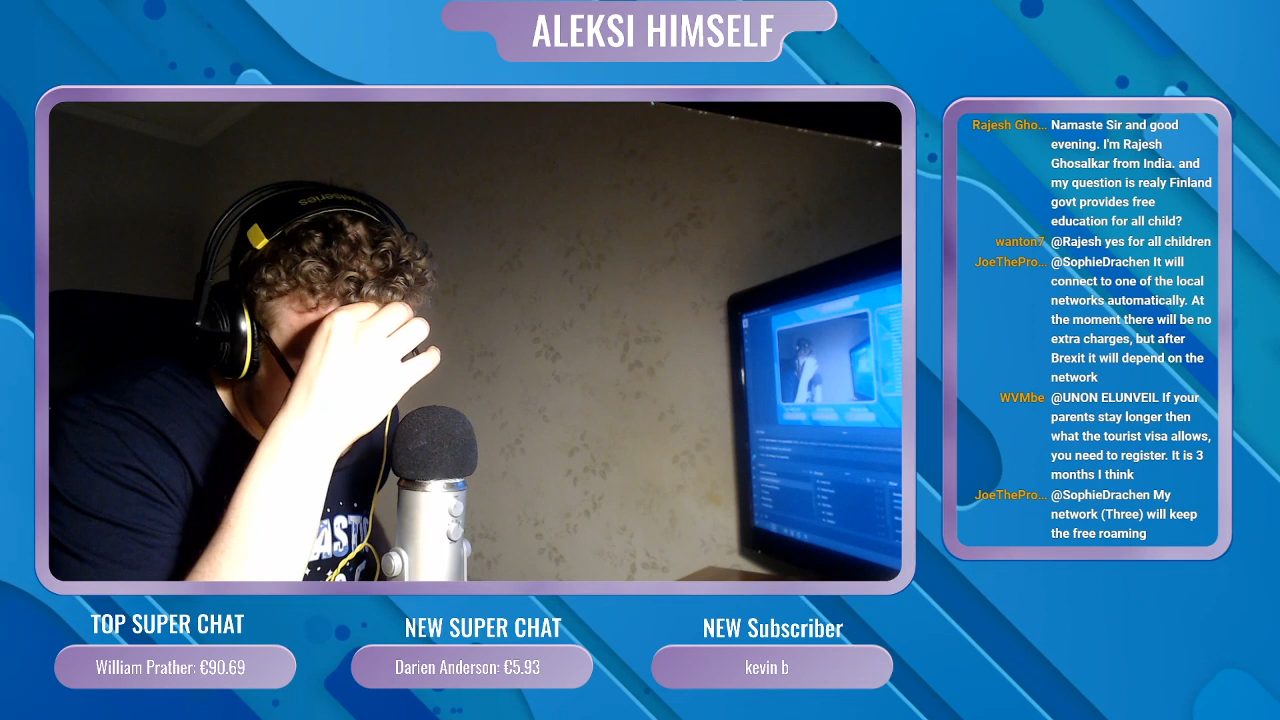 ALEKSI HIMSELF
steelseries
Rajesh Gho... Namaste Sir and good
evening. I'm Rajesh
Ghosalkar from India. and
my question is realy Finland
govt provides free
education for all child?
wanton7 @Rajesh yes for all children
JoeThePro... @SophieDrachen It will
connect to one of the local
networks automatically. At
the moment there will be no
extra charges, but after
Brexit it will depend on the
network
WVMbe @UNON ELUNVEIL If your
parents stay longer then
what the tourist visa allows,
you need to register. It is 3
months I think
JoeThePro... @SophieDrachen My
network (Three) will keep
the free roaming
TOP SUPER CHAT
NEW SUPER CHAT
NEW Subscriber
William Prather: €90.69
Darien Anderson: €5.93
kevin b